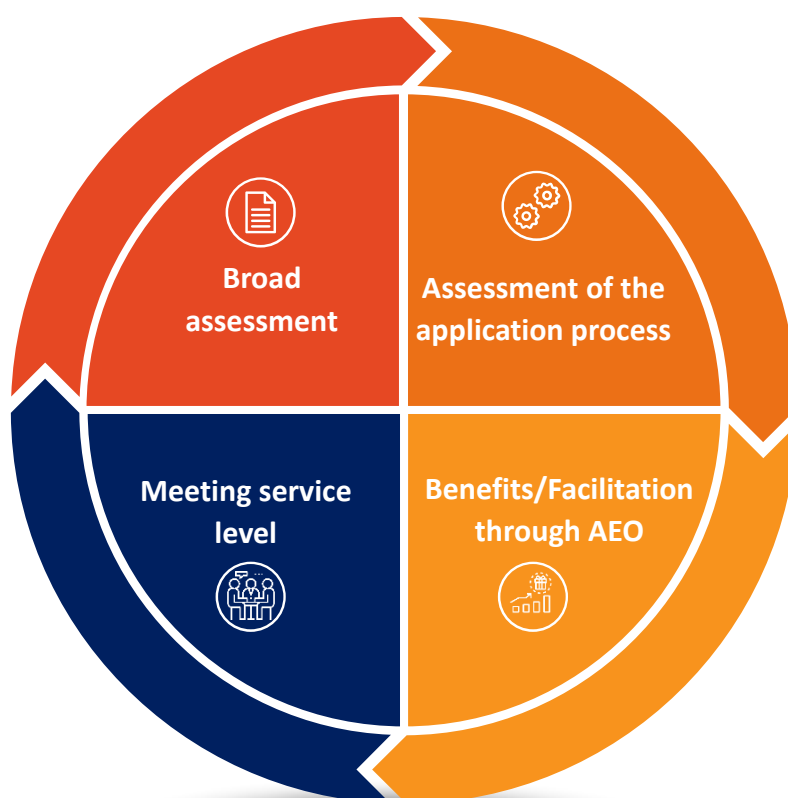 Broad
assessment
Assessment of the
application process
Meeting service
level
Benefits/Facilitation
through AEO